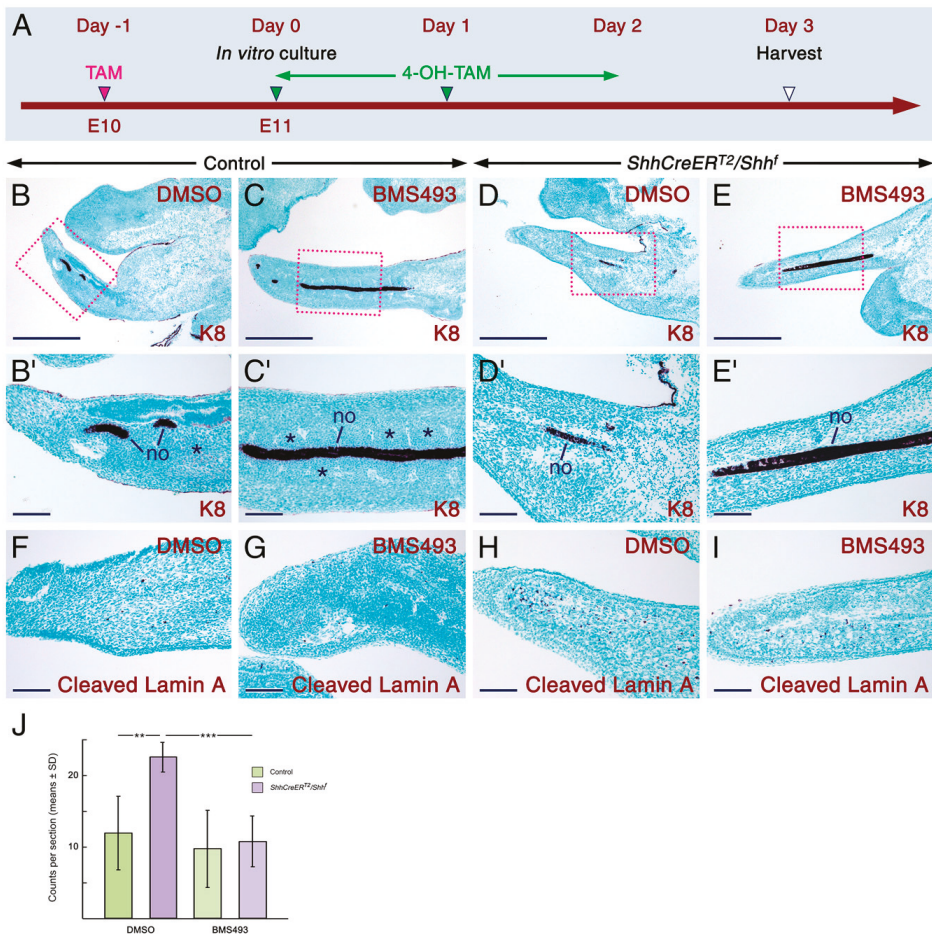 A
Day -1 Day 0 Day 1 Day 2 Day 3
In vitro culture Harvest
TAM 4-OH-TAM
E10 E11
Control ShhCreERT2/Shhf
B DMSO C BMS493 D DMSO E BMS493
K8 K8 K8 K8
B' C' D' E'
no * * no * * * no no
K8 K8 K8 K8
F DMSO G BMS493 H DMSO I BMS493
Cleaved Lamin A Cleaved Lamin A Cleaved Lamin A Cleaved Lamin A
J
** ***
Counts per section (means ± SD)
20
10
Control
ShhCreERT2/Shhf
DMSO BMS493